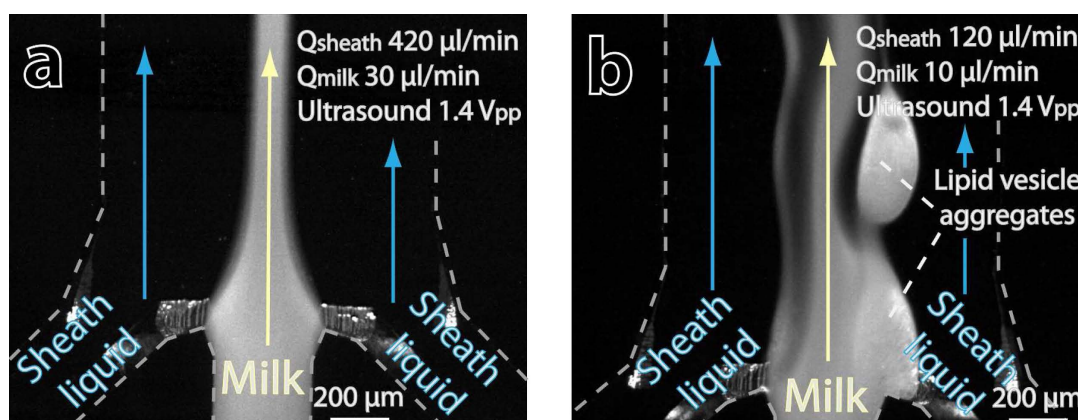 a
Qsheath 420 µl/min
Qmilk 30 µl/min
Ultrasound 1.4 Vpp
Sheath
liquid
Milk
Sheath
liquid
200 µm
b
Qsheath 120 µl/min
Qmilk 10 µl/min
Ultrasound 1.4 Vpp
Lipid vesicle
aggregates
Sheath
liquid
Milk
Sheath
liquid
200 µm